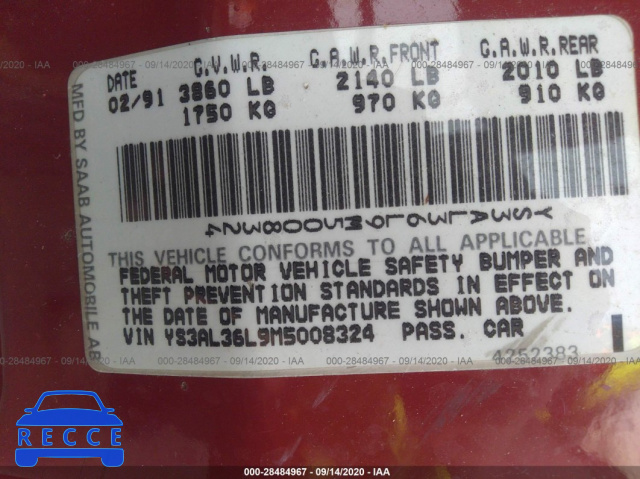 DATE G.V.W.R. G.A.W.R.FRONT G.A.W.R.REAR
02/91 3860 LB 2140 LB 2010 LB
1750 KG 970 KG 910 KG
MFD BY SAAB AUTOMOBILE AB
YS3AL36L9M5008324
THIS VEHICLE CONFORMS TO ALL APPLICABLE
FEDERAL MOTOR VEHICLE SAFETY BUMPER AND
THEFT PREVENTION STANDARDS IN EFFECT ON
THE DATE OF MANUFACTURE SHOWN ABOVE.
VIN YS3AL36L9M5008324 PASS. CAR
4352383
000-28484967 - 09/14/2020 - IAA
RECCE